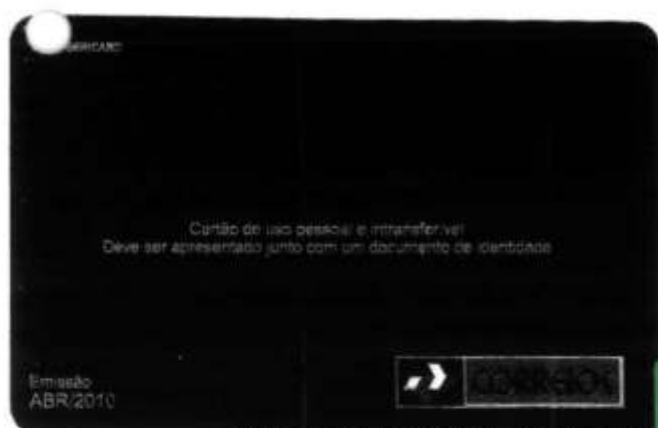 Cartão de uso pessoal e intransferível
Deve ser apresentado junto com um documento de identidade
Emissão
ABR/2010
CORREIOS